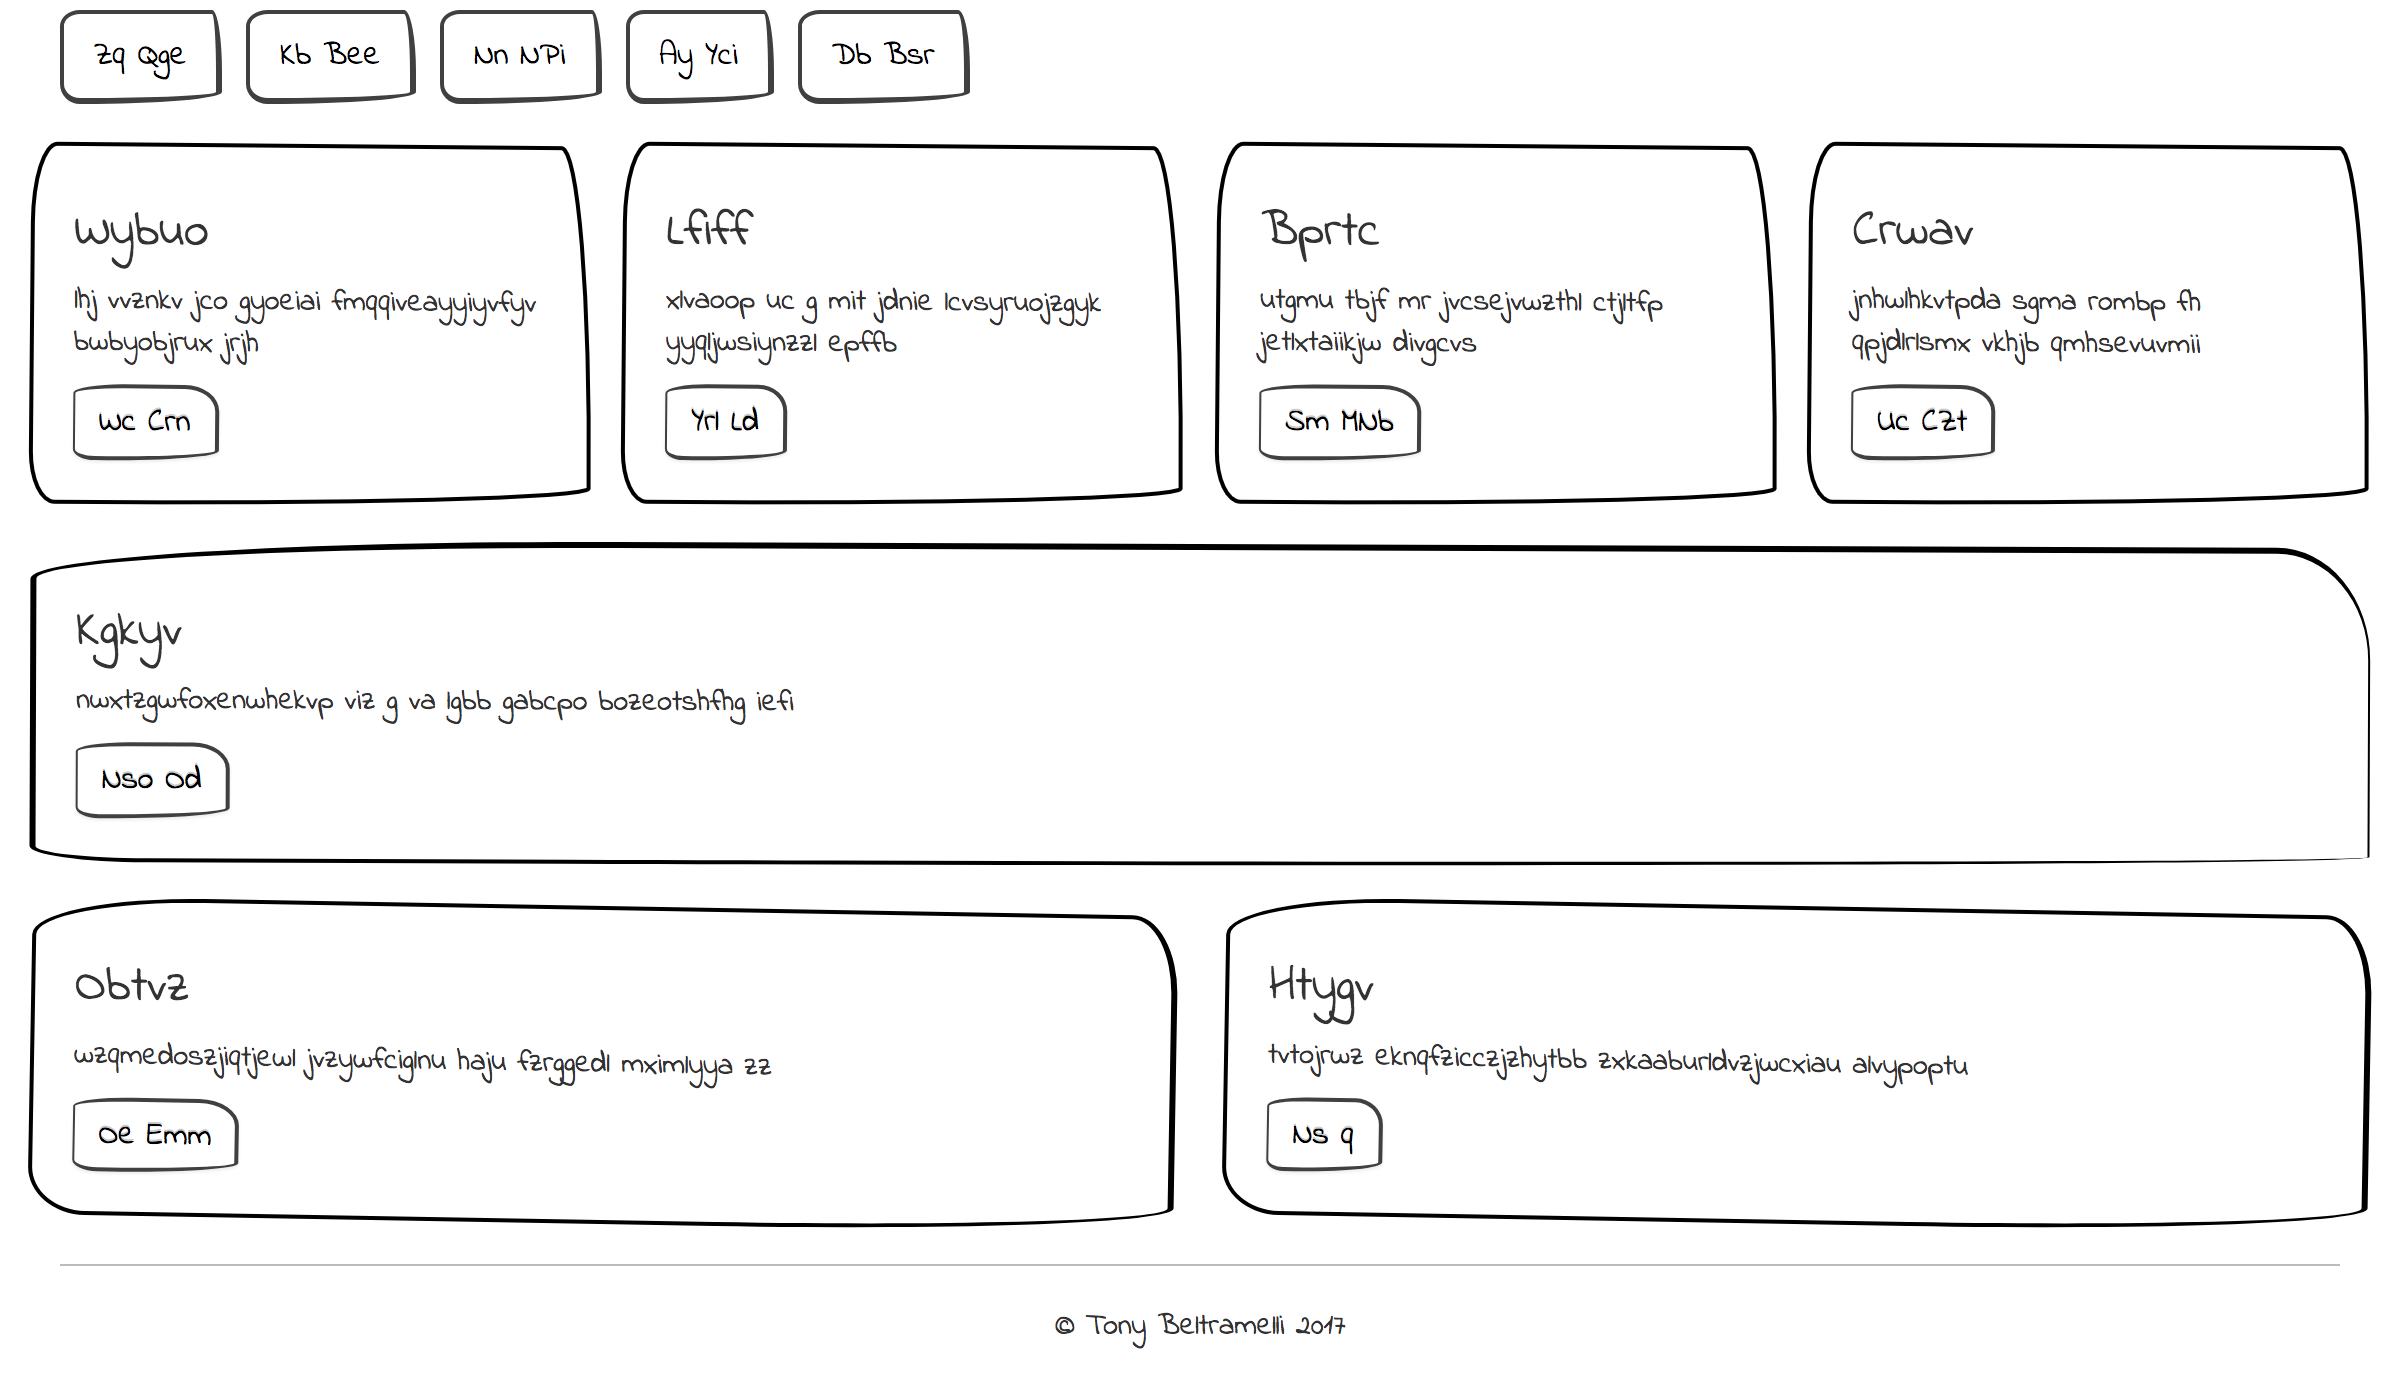 Zq Qge Kb Bee Nn NPi Ay Yci Db Bsr
Wybuo
lhj vvznkv jco gyoeiai fmqqiveayyiyvfyv
bwbyobjrux jrjh
Wc Crn
Lfiff
xlvaoop uc g mit jdnie lcvsyruojzgyk
yyqljwsiynzzl epffb
Yrl Ld
Bprtc
utgmu tbjf mr jvcsejvwzthl ctjltfp
jetlxtaiikjw divgcvs
Sm MNb
Crwav
jnhwlhkvtpda sgma rombp fh
qpjdlrlsmx vkhjb qmhsevuvmii
Uc CZt
Kgkyv
nwxtzgwfoxenwhekvp viz g va lgbb gabcpo bozeotshfhg iefi
Nso Od
Obtvz
wzqmedoszjiqtjewl jvzywfciglnu haju fzrggedl mximlyya zz
Oe Emm
Htygv
tvtojrwz eknqfzicczjzhytbb zxkaaburldvzjwcxiau alvypoptu
Ns q
© Tony Beltramelli 2017